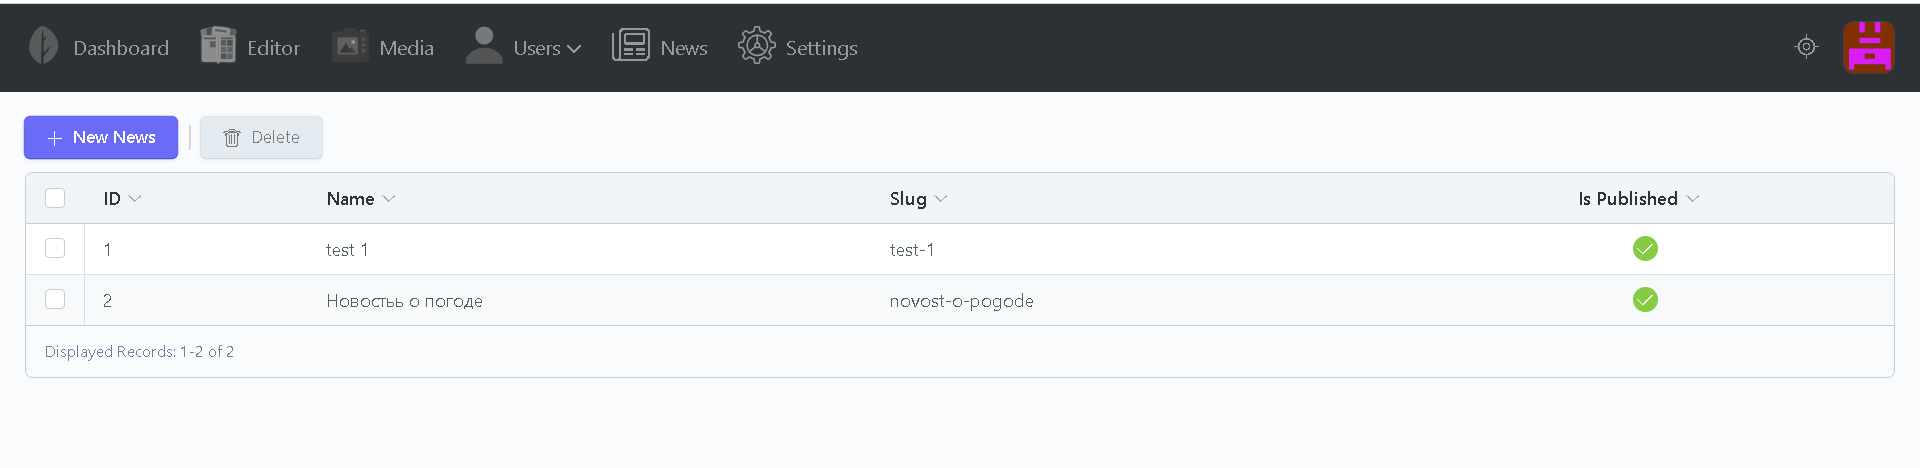 Dashboard Editor Media Users News Settings
New News Delete
ID Name Slug Is Published
1 test 1 test-1
2 Новостьь о погоде novost-o-pogode
Displayed Records: 1-2 of 2